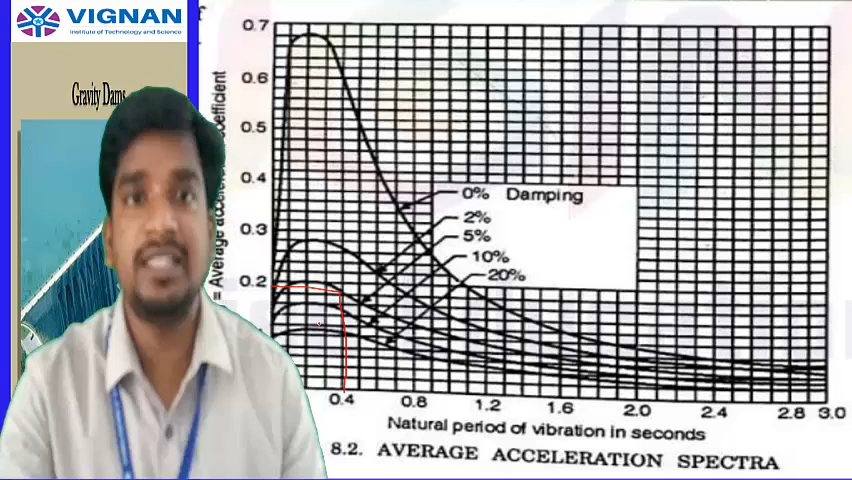 VIGNAN
Institute of Technology and Science
Gravity Dams
f
0.7
0.6
0.5
0.4
0.3
0.2
= Average
0% Damping
2%
5%
10%
20%
0.4 0.8 1.2 1.6 2.0 2.4 2.8 3.0
Natural period of vibration in seconds
8.2. AVERAGE ACCELERATION SPECTRA